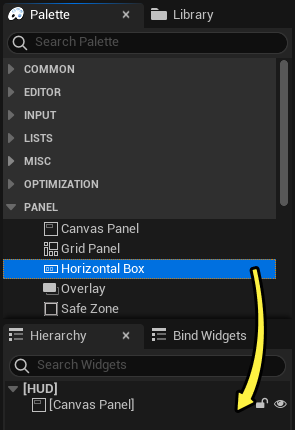 Palette × Library
Search Palette
COMMON
EDITOR
INPUT
LISTS
MISC
OPTIMIZATION
PANEL
Canvas Panel
Grid Panel
Horizontal Box
Overlay
Safe Zone
Hierarchy × Bind Widgets
Search Widgets
[HUD]
[Canvas Panel]